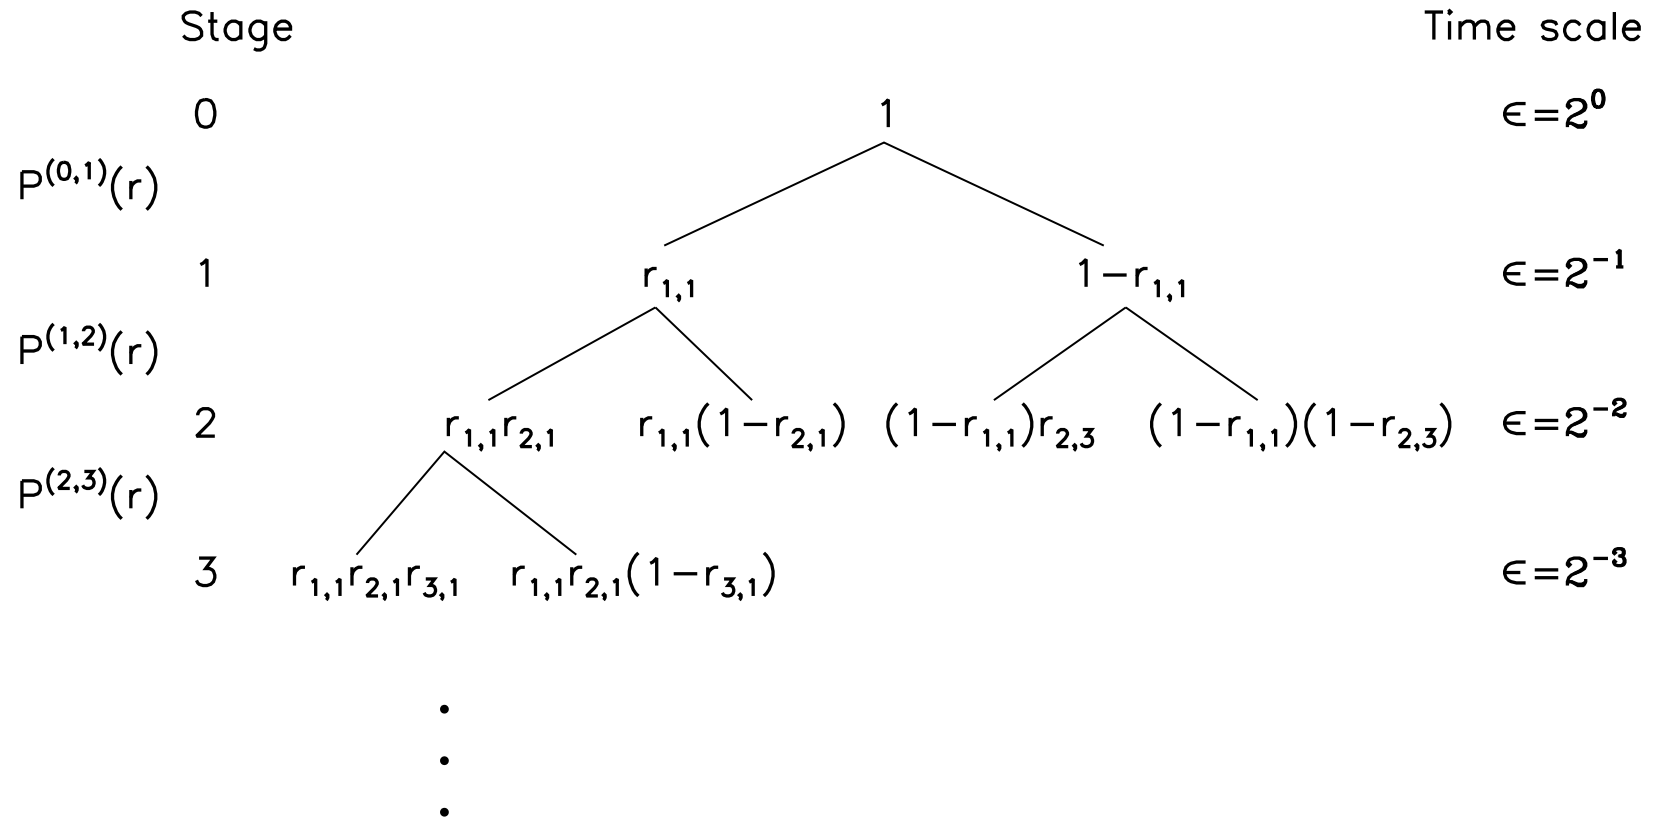 Stage Time scale
0 1 ϵ=2⁰
P⁽⁰,¹⁾(r)
1 r₁,₁ 1−r₁,₁ ϵ=2⁻¹
P⁽¹,²⁾(r)
2 r₁,₁r₂,₁ r₁,₁(1−r₂,₁) (1−r₁,₁)r₂,₃ (1−r₁,₁)(1−r₂,₃) ϵ=2⁻²
P⁽²,³⁾(r)
3 r₁,₁r₂,₁r₃,₁ r₁,₁r₂,₁(1−r₃,₁) ϵ=2⁻³
.
.
.